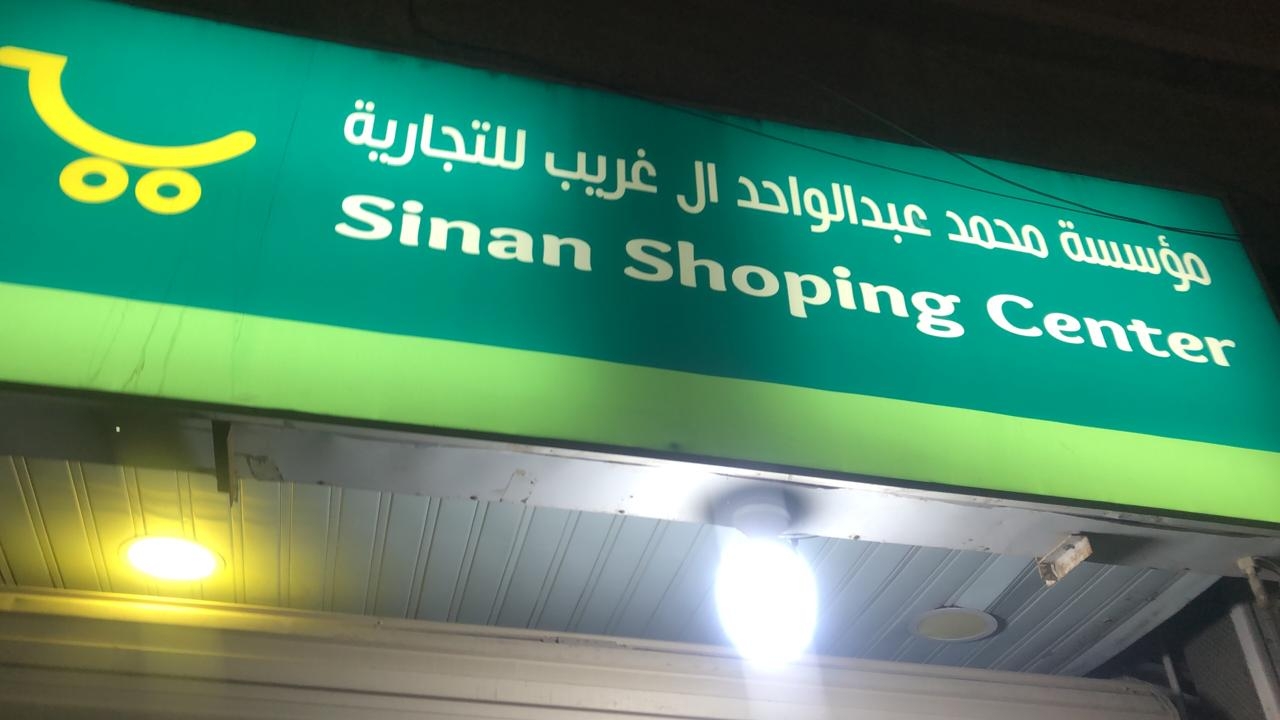 مؤسسة محمد عبدالواحد ال غريب للتجارية
Sinan Shoping Center